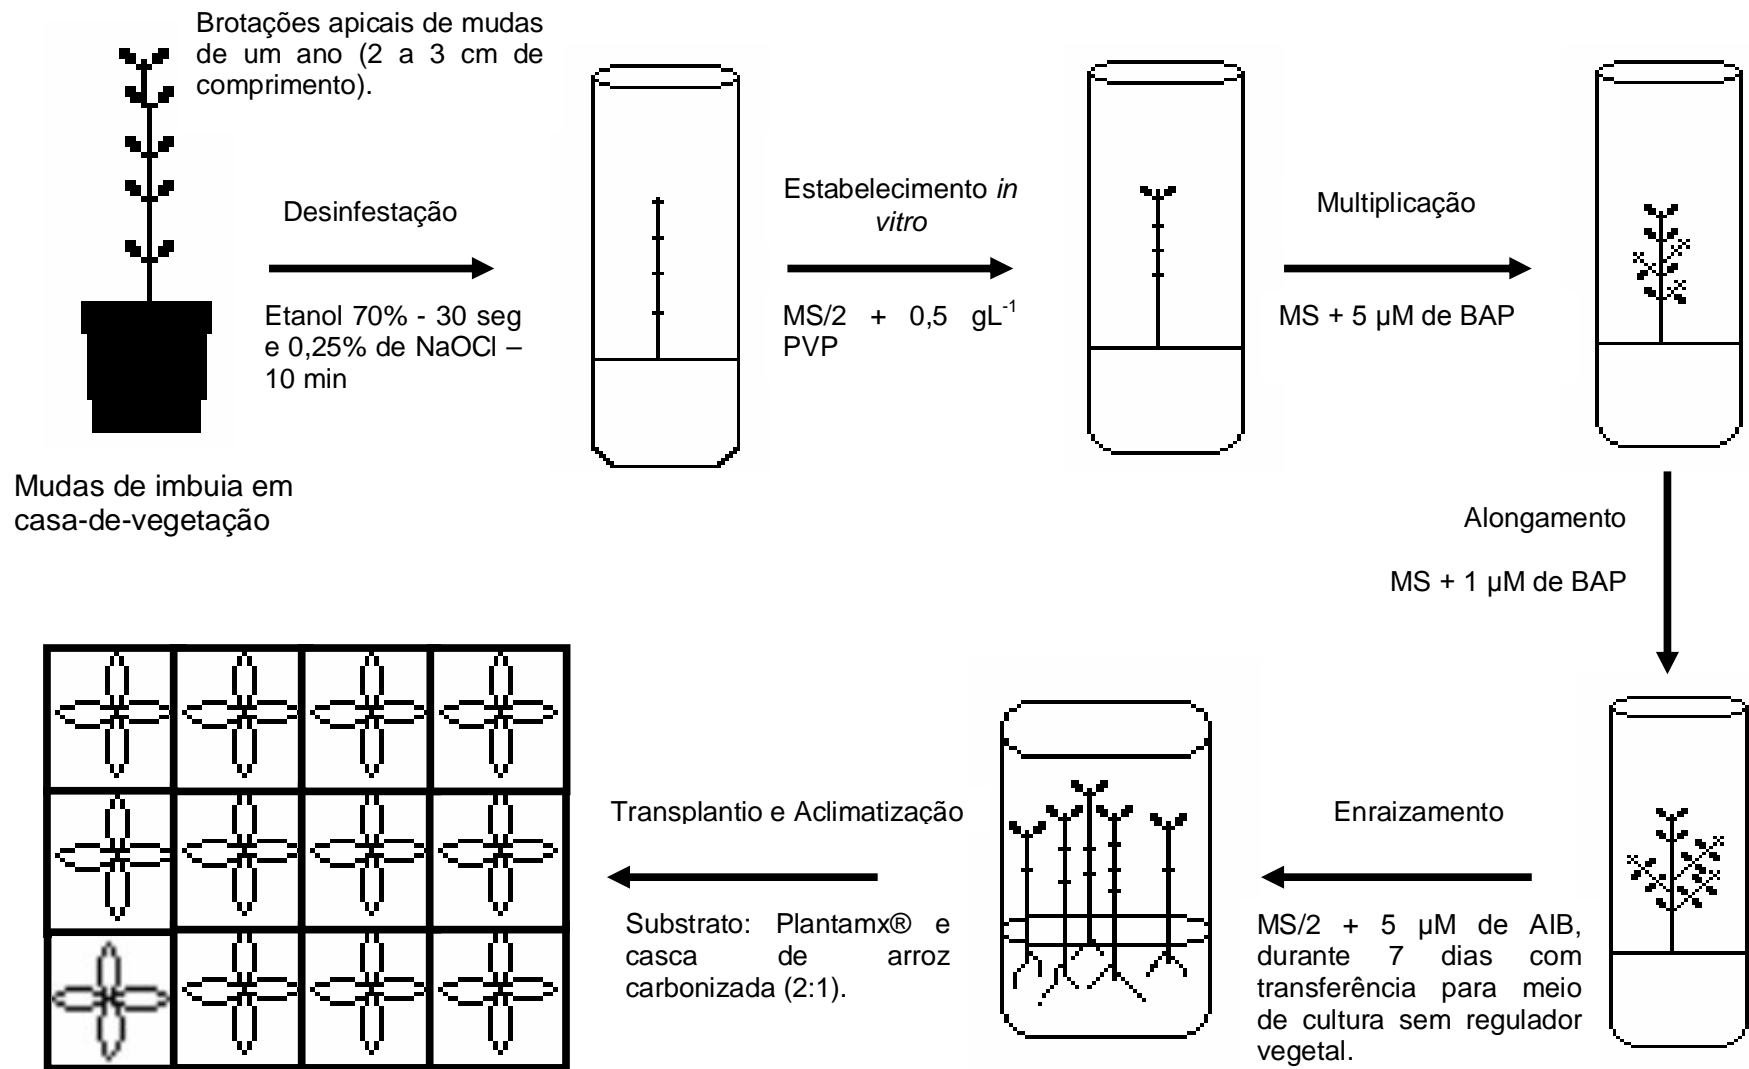 Brotações apicais de mudas
de um ano (2 a 3 cm de
comprimento).
Desinfestação
Etanol 70% - 30 seg
e 0,25% de NaOCl –
10 min
Mudas de imbuia em
casa-de-vegetação
Estabelecimento in
vitro
MS/2 + 0,5 gL⁻¹
PVP
Multiplicação
MS + 5 µM de BAP
Alongamento
MS + 1 µM de BAP
Enraizamento
MS/2 + 5 µM de AIB,
durante 7 dias com
transferência para meio
de cultura sem regulador
vegetal.
Transplantio e Aclimatização
Substrato: Plantamx® e
casca de arroz
carbonizada (2:1).